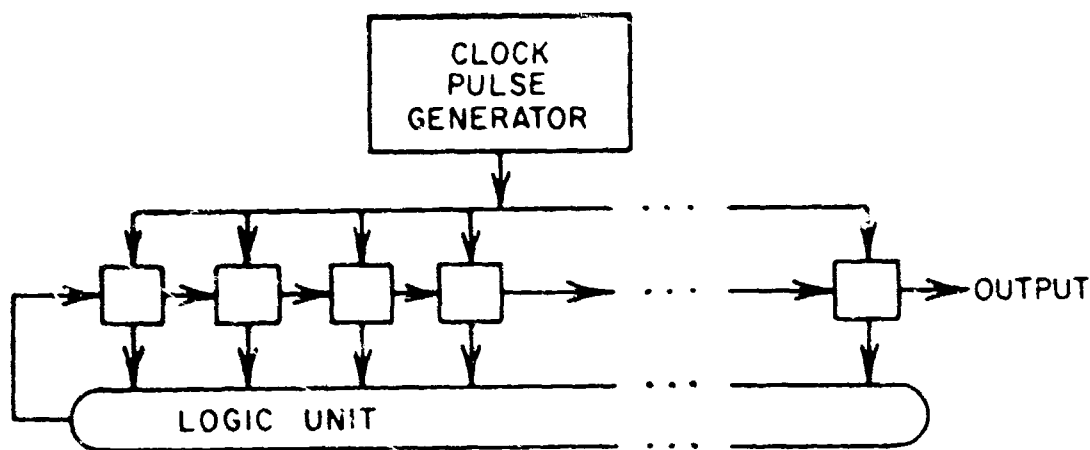 CLOCK
PULSE
GENERATOR
. . .
. . .
OUTPUT
. . .
LOGIC UNIT
. . .